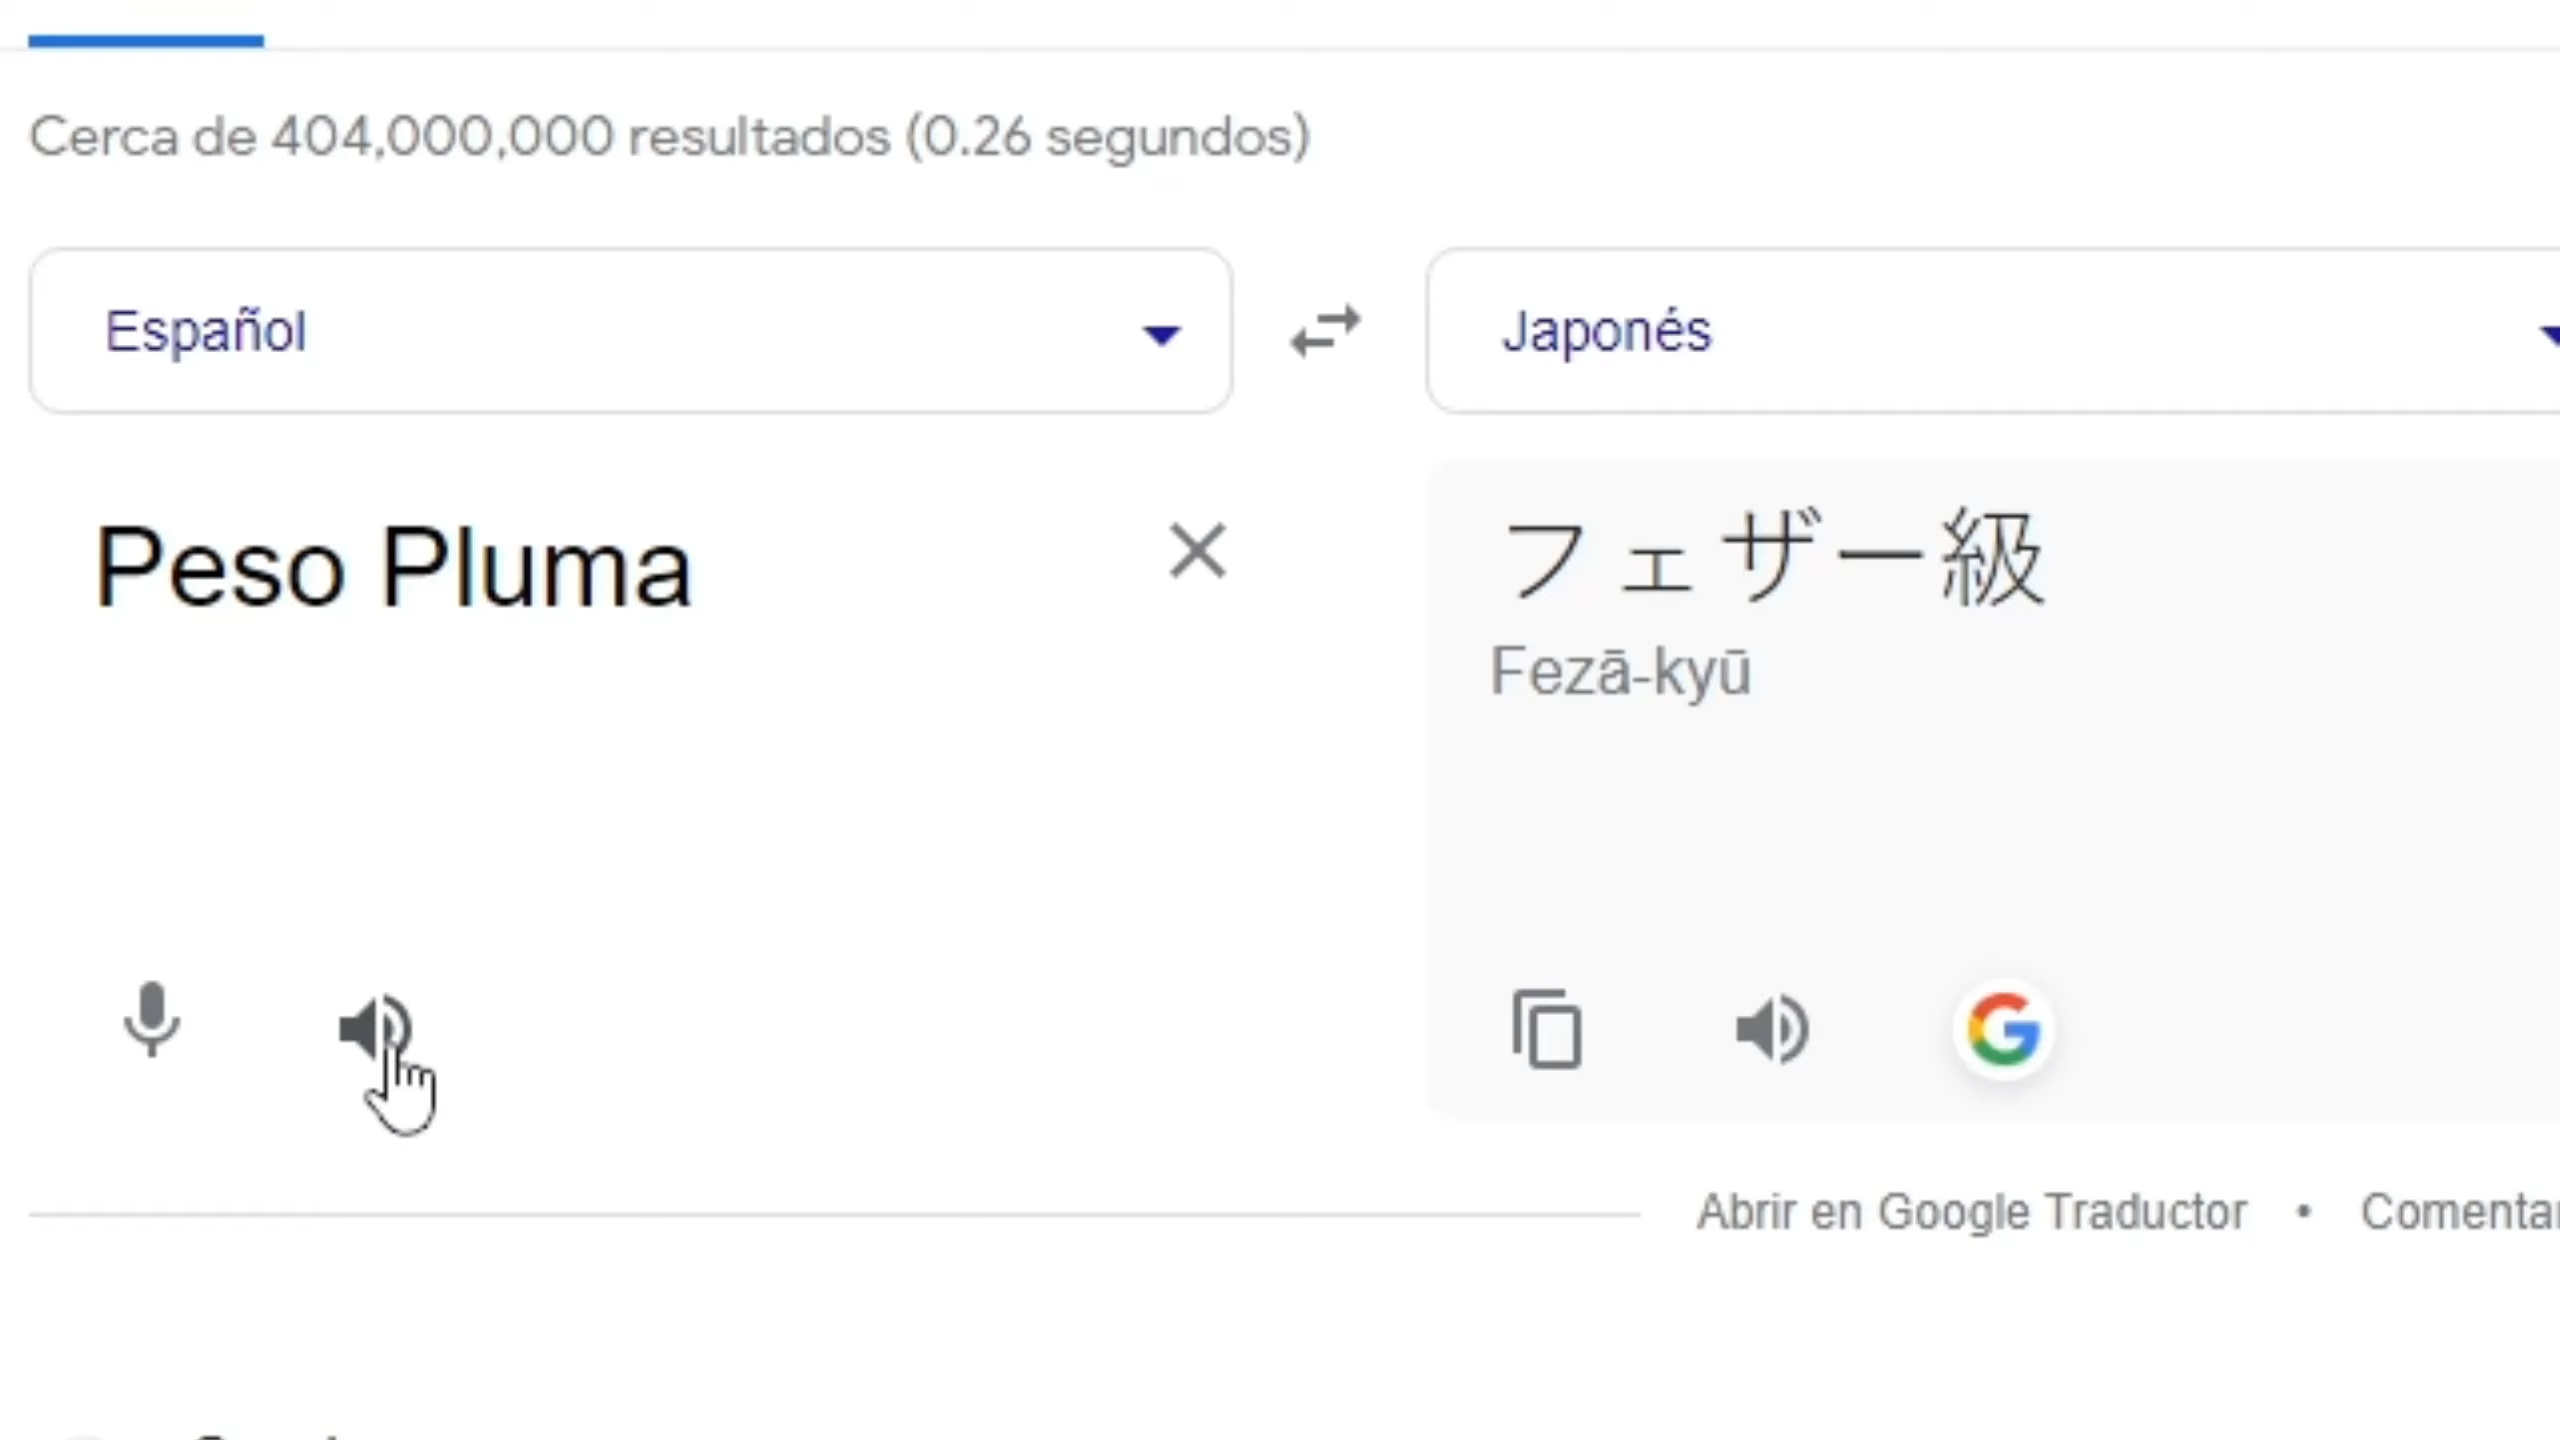 Cerca de 404,000,000 resultados (0.26 segundos)
Español
Japonés
Peso Pluma
フェザー級
Fezā-kyū
Abrir en Google Traductor •